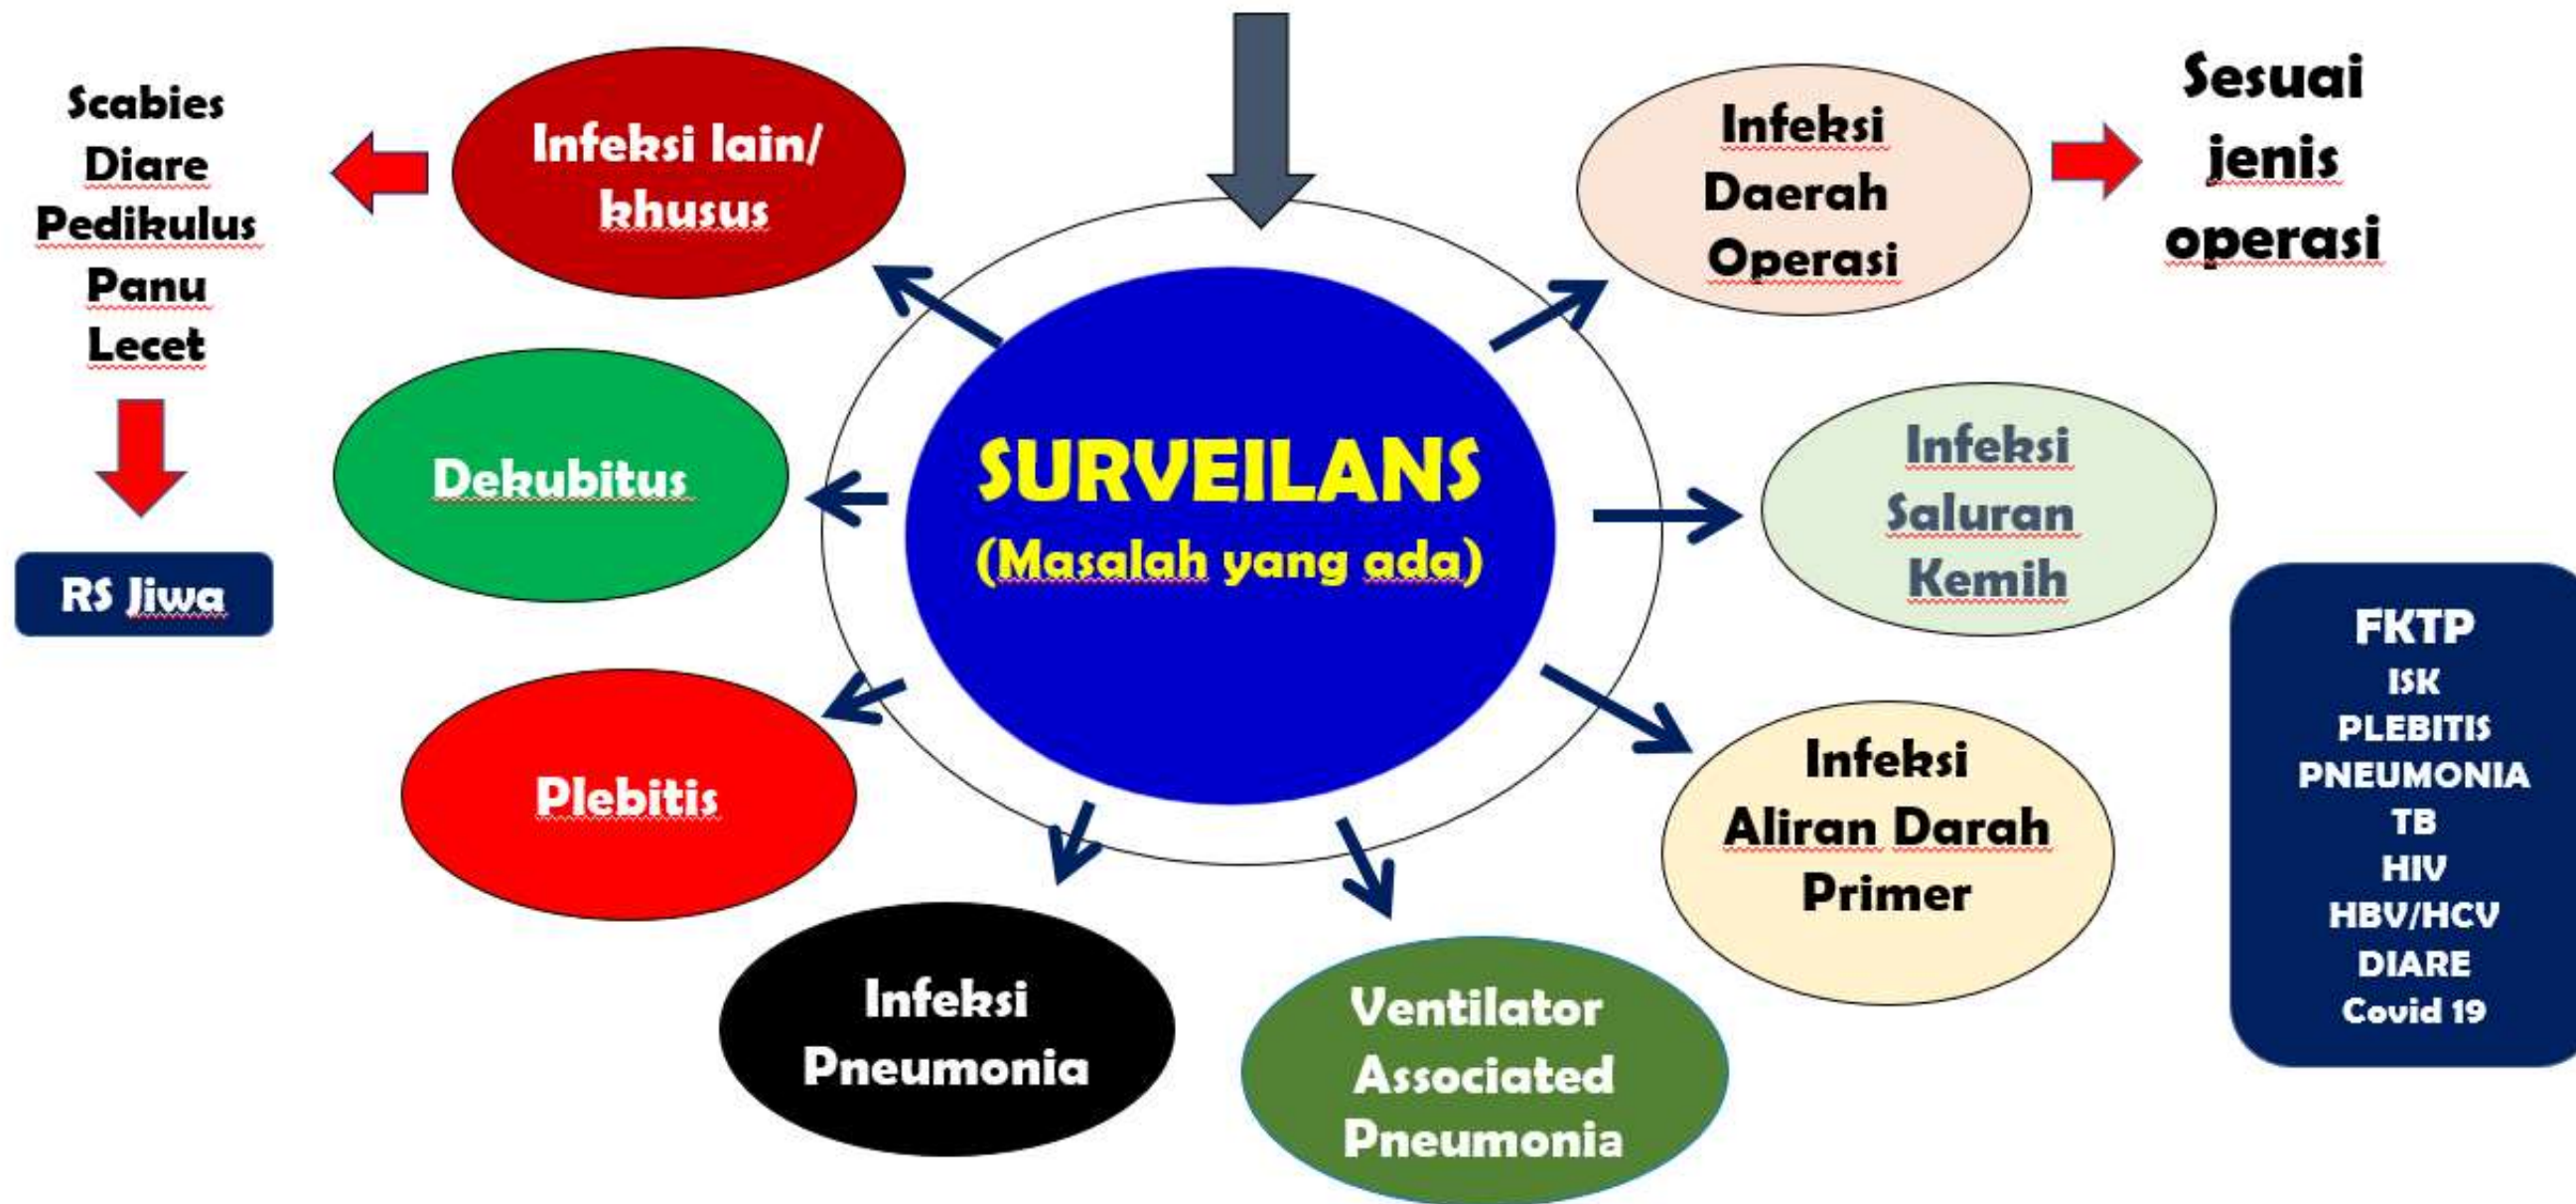 Scabies
Diare
Pedikulus
Panu
Lecet
RS Jiwa
Infeksi lain/
khusus
Dekubitus
Plebitis
Infeksi
Pneumonia
SURVEILANS
(Masalah yang ada)
Ventilator
Associated
Pneumonia
Infeksi
Daerah
Operasi
Sesuai
jenis
operasi
Infeksi
Saluran
Kemih
Infeksi
Aliran Darah
Primer
FKTP
ISK
PLEBITIS
PNEUMONIA
TB
HIV
HBV/HCV
DIARE
Covid 19